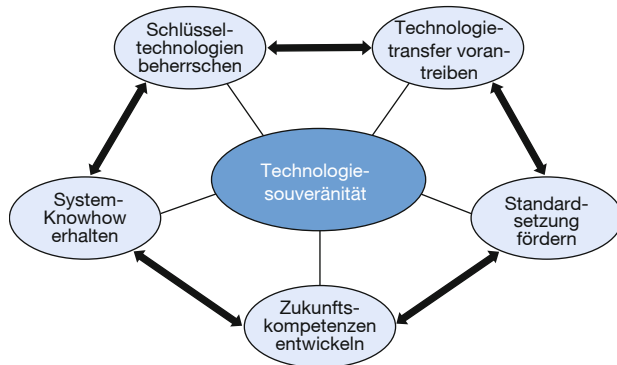 Schlüssel-
technologien
beherrschen
Technologie-
transfer voran-
treiben
Technologie-
souveränität
System-
Knowhow
erhalten
Standard-
setzung
fördern
Zukunfts-
kompetenzen
entwickeln